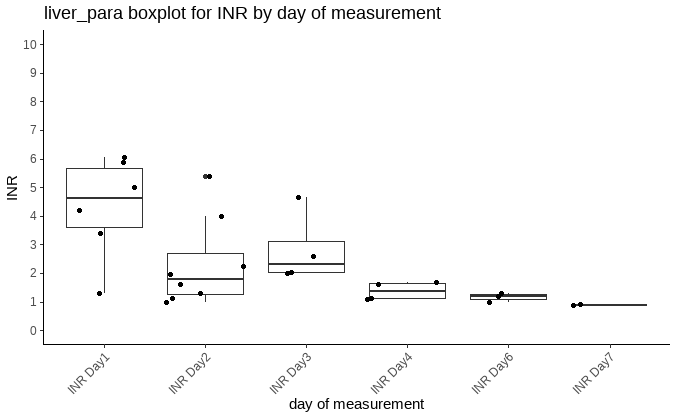 liver_para boxplot for INR by day of measurement
INR
10
9
8
7
6
5
4
3
2
1
0
INR Day1
INR Day2
INR Day3
INR Day4
INR Day6
INR Day7
day of measurement